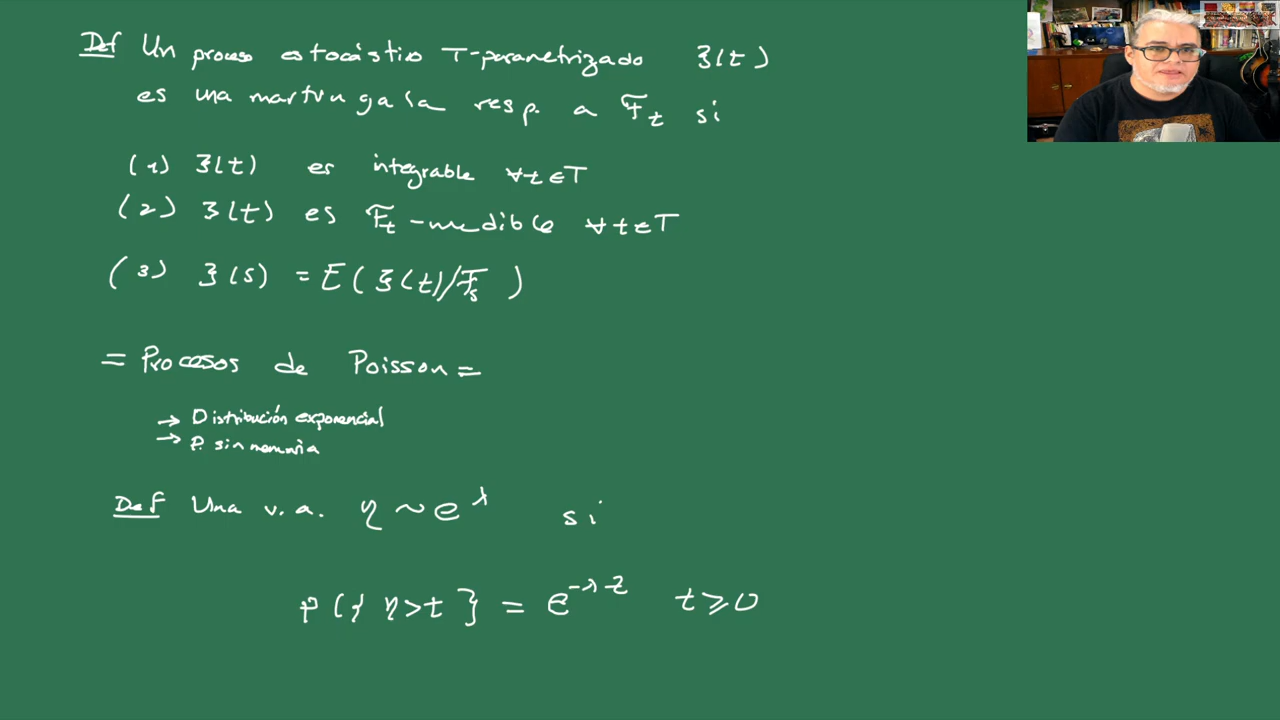 Def Un proceso estocástico T-parametrizado ξ(t)
es una martingala resp. a ℱ_t si
(1) ξ(t) es integrable ∀t∈T
(2) ξ(t) es ℱ_t-medible ∀t∈T
(3) ξ(s) = E(ξ(t)/ℱ_s)
= Procesos de Poisson =
→ Distribución exponencial
→ P. sin memoria
Def Una v.a. η ~ e^λ si
P({η>t} = e^{-λt} t ≥ 0